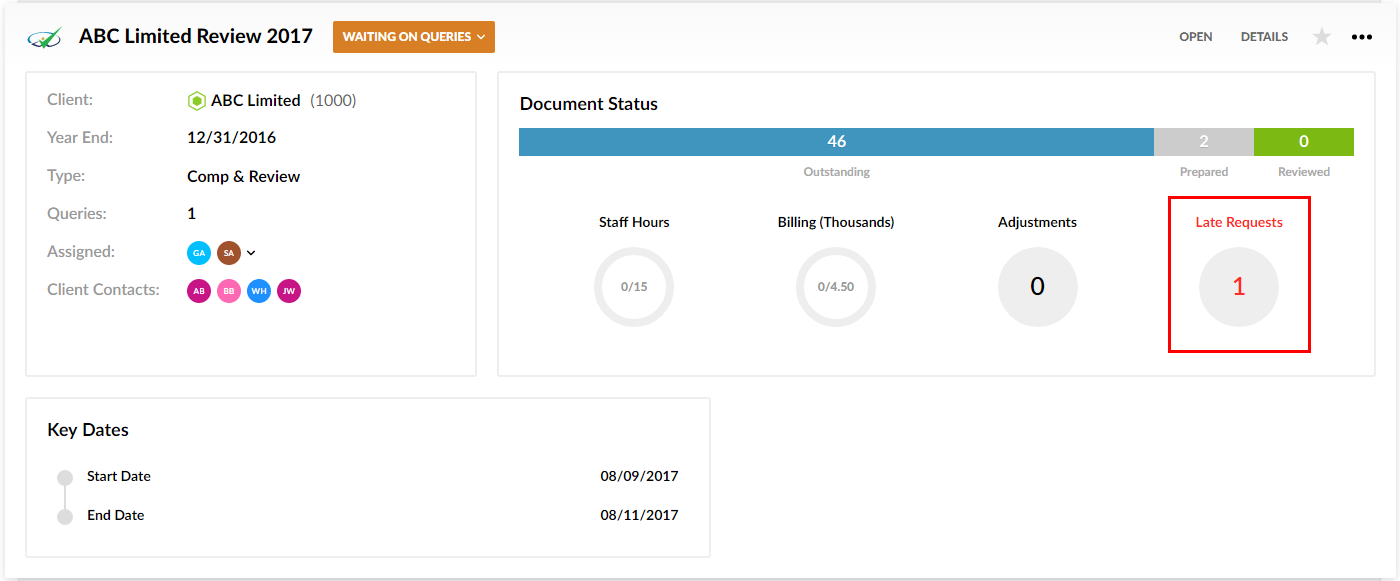 ABC Limited Review 2017 WAITING ON QUERIES OPEN DETAILS
Client: ABC Limited (1000)
Year End: 12/31/2016
Type: Comp & Review
Queries: 1
Assigned: GA SA
Client Contacts: AB BB WH JW
Document Status
46 2 0
Outstanding Prepared Reviewed
Staff Hours Billing (Thousands) Adjustments Late Requests
0/15 0/4.50 0 1
Key Dates
Start Date 08/09/2017
End Date 08/11/2017